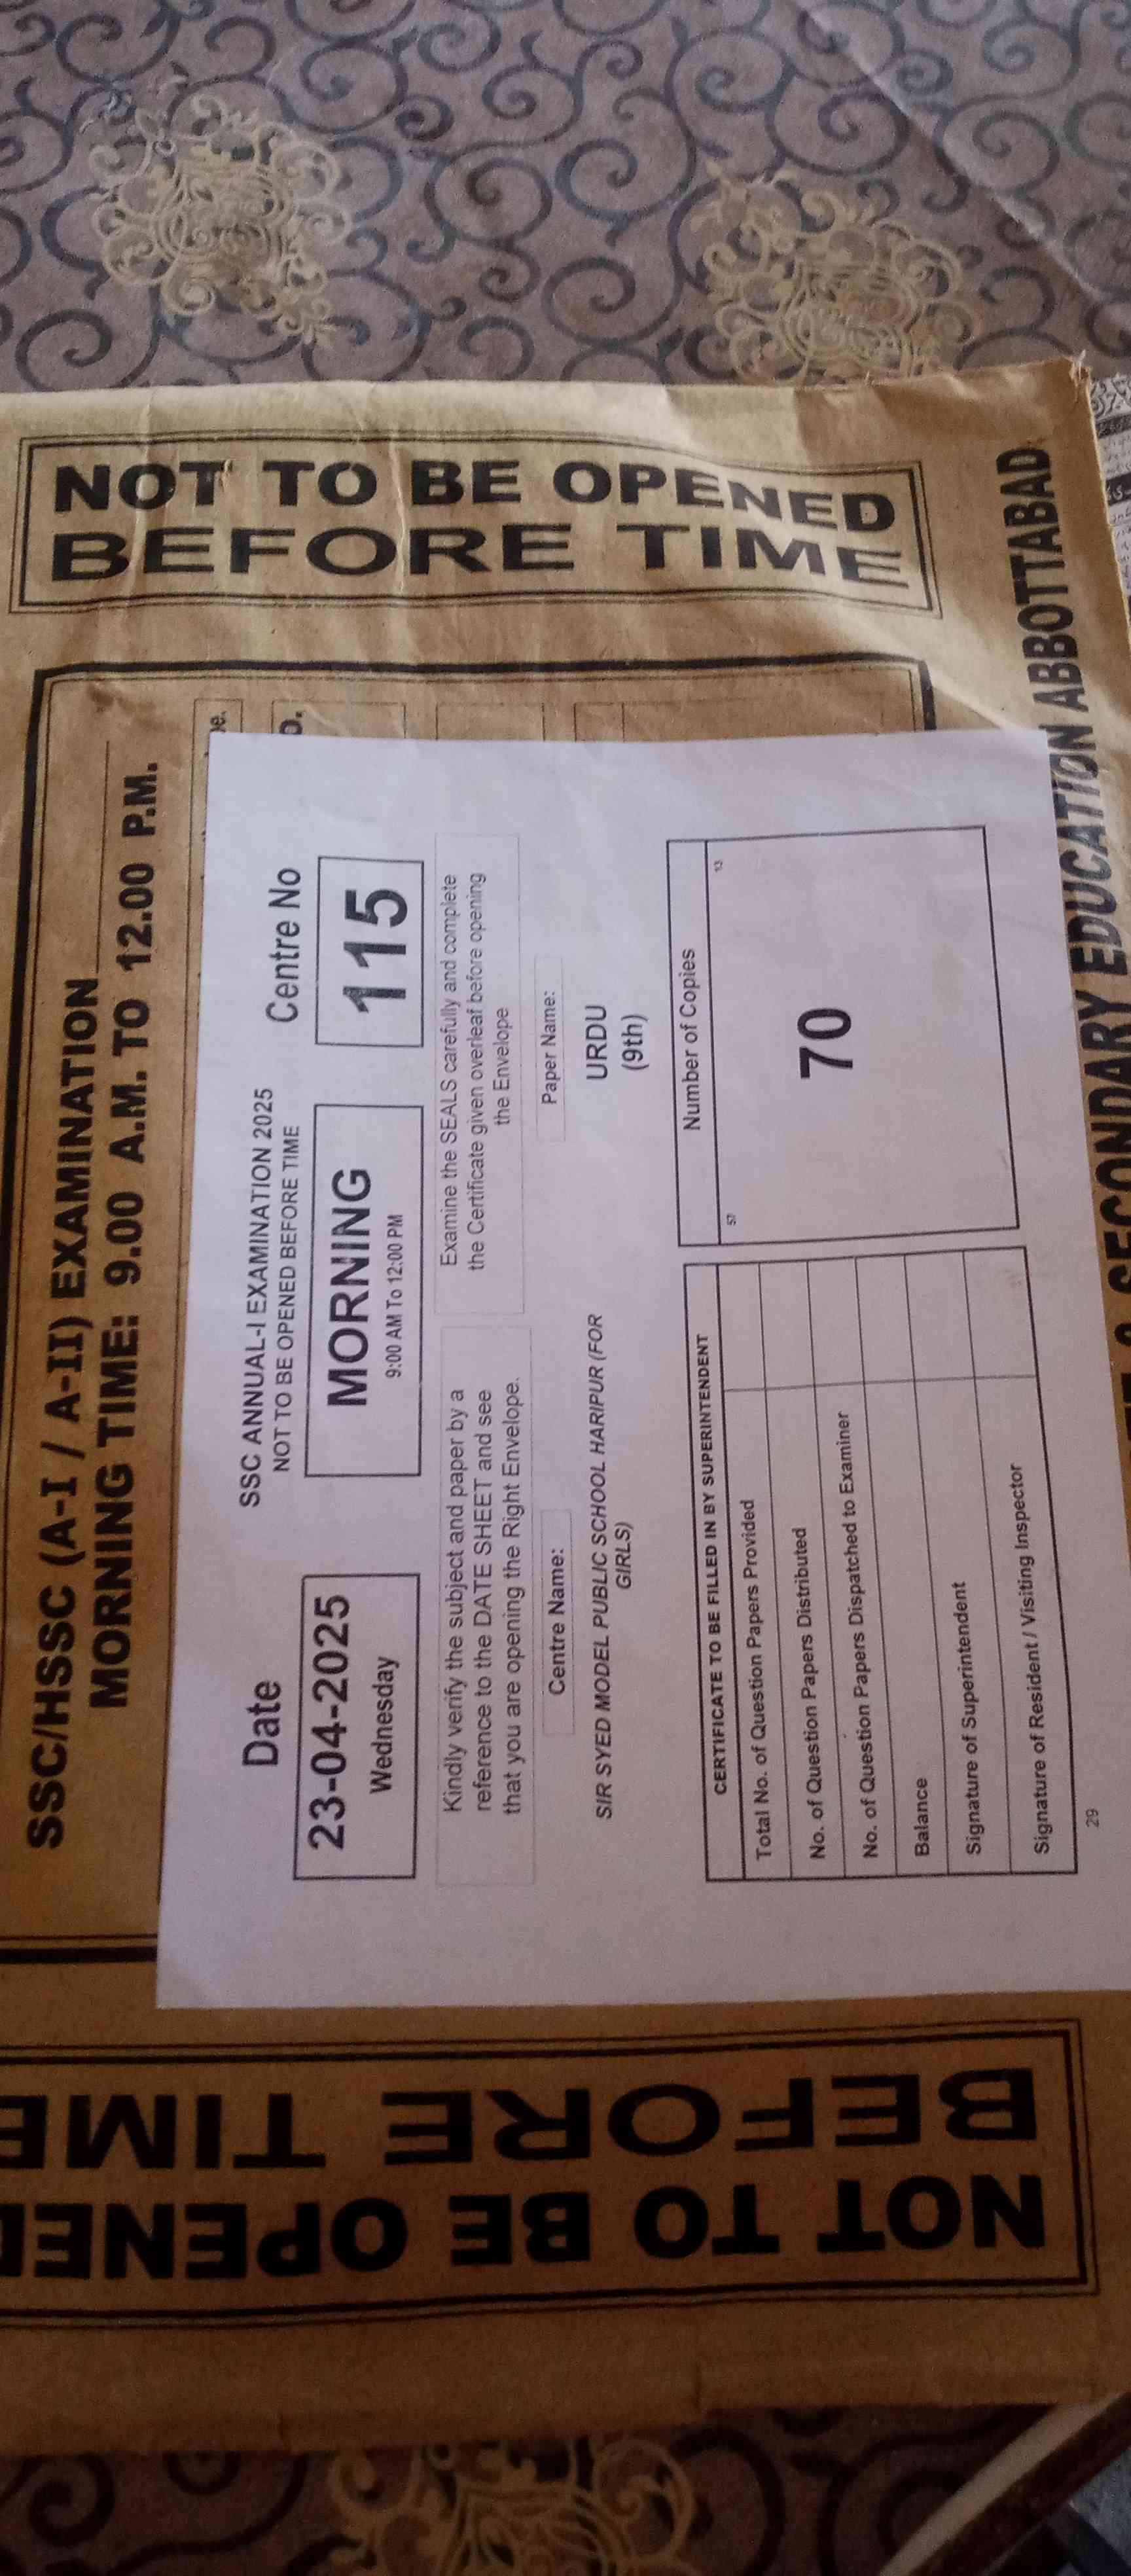 NOT TO BE OPENED
BEFORE TIME
SSC/HSSC (A-I / A-II) EXAMINATION
MORNING TIME: 9.00 A.M. TO 12.00 P.M.
SSC ANNUAL-I EXAMINATION 2025
NOT TO BE OPENED BEFORE TIME
Date
Centre No
23-04-2025
Wednesday
MORNING
9:00 AM To 12:00 PM
115
Kindly verify the subject and paper by a
reference to the DATE SHEET and see
that you are opening the Right Envelope.
Examine the SEALS carefully and complete
the Certificate given overleaf before opening
the Envelope
Centre Name:
Paper Name:
SIR SYED MODEL PUBLIC SCHOOL HARIPUR (FOR
GIRLS)
URDU
(9th)
CERTIFICATE TO BE FILLED IN BY SUPERINTENDENT
Total No. of Question Papers Provided
No. of Question Papers Distributed
No. of Question Papers Dispatched to Examiner
Balance
Signature of Superintendent
Signature of Resident / Visiting Inspector
Number of Copies
57
13
70
29
& SECONDARY EDUCATION ABBOTTABAD
NOT TO BE OPENED
BEFORE TIME